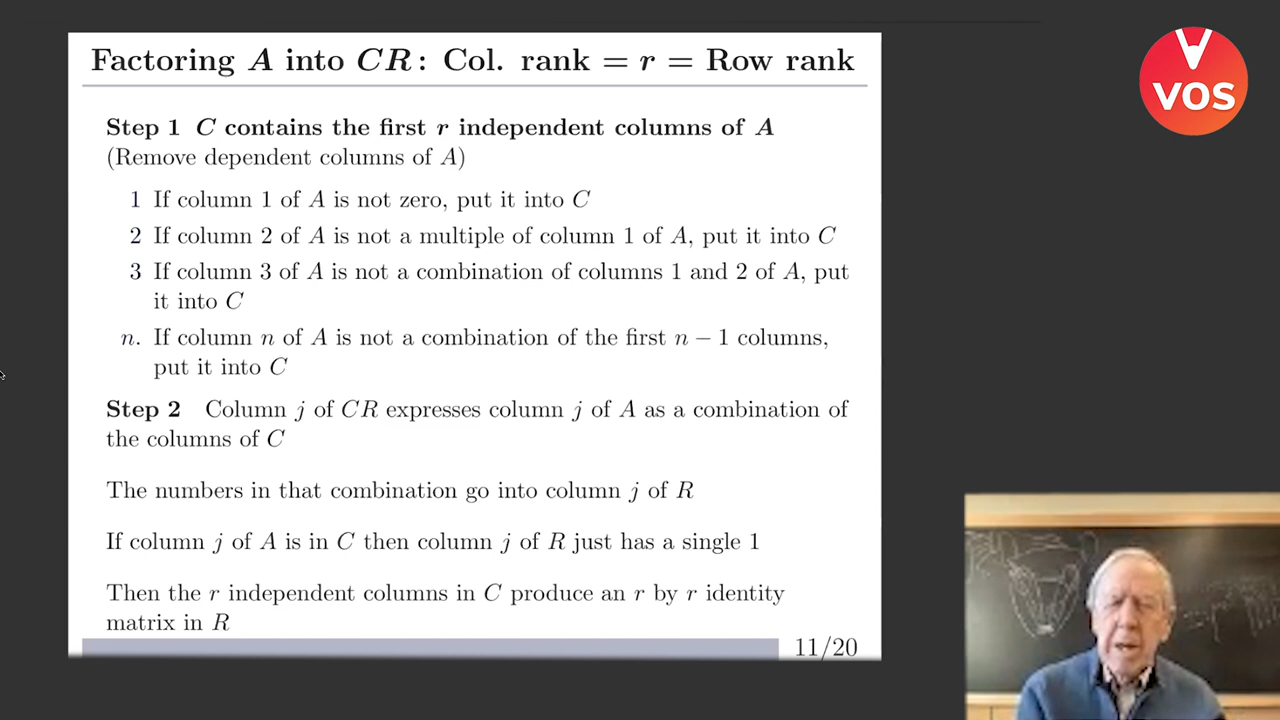 Factoring A into CR: Col. rank = r = Row rank
VOS
Step 1 C contains the first r independent columns of A
(Remove dependent columns of A)
1 If column 1 of A is not zero, put it into C
2 If column 2 of A is not a multiple of column 1 of A, put it into C
3 If column 3 of A is not a combination of columns 1 and 2 of A, put
it into C
n. If column n of A is not a combination of the first n − 1 columns,
put it into C
Step 2 Column j of CR expresses column j of A as a combination of
the columns of C
The numbers in that combination go into column j of R
If column j of A is in C then column j of R just has a single 1
Then the r independent columns in C produce an r by r identity
matrix in R
11/20